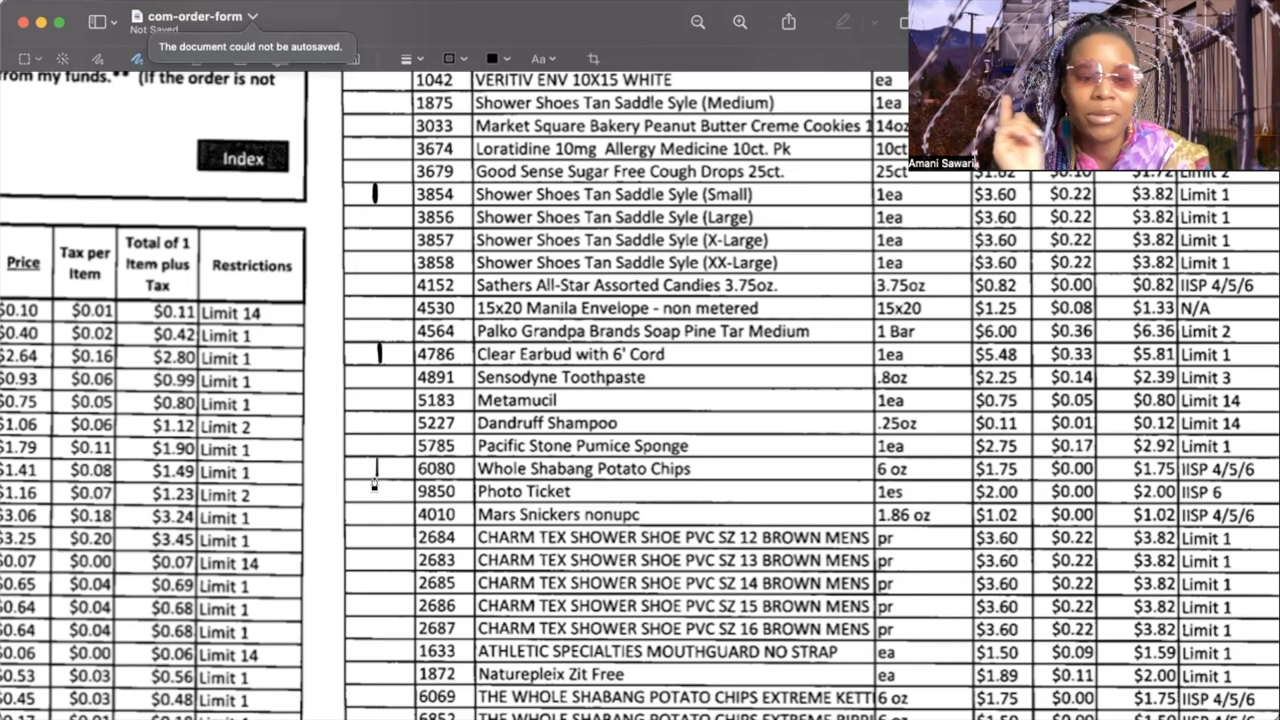 com-order-form
Not Saved
The document could not be autosaved.
Aa
Amani Sawari
from my funds.** (If the order is not
Index
Price Tax per Item Total of 1 Item plus Tax Restrictions
$0.10 $0.01 $0.11 Limit 14
$0.40 $0.02 $0.42 Limit 1
$2.64 $0.16 $2.80 Limit 1
$0.93 $0.06 $0.99 Limit 1
$0.75 $0.05 $0.80 Limit 1
$1.06 $0.06 $1.12 Limit 2
$1.79 $0.11 $1.90 Limit 1
$1.41 $0.08 $1.49 Limit 1
$1.16 $0.07 $1.23 Limit 2
$3.06 $0.18 $3.24 Limit 1
$3.25 $0.20 $3.45 Limit 1
$0.07 $0.00 $0.07 Limit 14
$0.65 $0.04 $0.69 Limit 1
$0.64 $0.04 $0.68 Limit 1
$0.64 $0.04 $0.68 Limit 1
$0.06 $0.00 $0.06 Limit 14
$0.53 $0.03 $0.56 Limit 1
$0.45 $0.03 $0.48 Limit 1
1042 VERITIV ENV 10X15 WHITE ea
1875 Shower Shoes Tan Saddle Syle (Medium) 1ea
3033 Market Square Bakery Peanut Butter Creme Cookies 1 14oz
3674 Loratidine 10mg Allergy Medicine 10ct. Pk 10ct
3679 Good Sense Sugar Free Cough Drops 25ct. 25ct $1.62 $0.10 $1.72 Limit 2
3854 Shower Shoes Tan Saddle Syle (Small) 1ea $3.60 $0.22 $3.82 Limit 1
3856 Shower Shoes Tan Saddle Syle (Large) 1ea $3.60 $0.22 $3.82 Limit 1
3857 Shower Shoes Tan Saddle Syle (X-Large) 1ea $3.60 $0.22 $3.82 Limit 1
3858 Shower Shoes Tan Saddle Syle (XX-Large) 1ea $3.60 $0.22 $3.82 Limit 1
4152 Sathers All-Star Assorted Candies 3.75oz. 3.75oz $0.82 $0.00 $0.82 IISP 4/5/6
4530 15x20 Manila Envelope - non metered 15x20 $1.25 $0.08 $1.33 N/A
4564 Palko Grandpa Brands Soap Pine Tar Medium 1 Bar $6.00 $0.36 $6.36 Limit 2
4786 Clear Earbud with 6' Cord 1ea $5.48 $0.33 $5.81 Limit 1
4891 Sensodyne Toothpaste .8oz $2.25 $0.14 $2.39 Limit 3
5183 Metamucil 1ea $0.75 $0.05 $0.80 Limit 14
5227 Dandruff Shampoo .25oz $0.11 $0.01 $0.12 Limit 14
5785 Pacific Stone Pumice Sponge 1ea $2.75 $0.17 $2.92 Limit 1
6080 Whole Shabang Potato Chips 6 oz $1.75 $0.00 $1.75 IISP 4/5/6
9850 Photo Ticket 1es $2.00 $0.00 $2.00 IISP 6
4010 Mars Snickers nonupc 1.86 oz $1.02 $0.00 $1.02 IISP 4/5/6
2684 CHARM TEX SHOWER SHOE PVC SZ 12 BROWN MENS pr $3.60 $0.22 $3.82 Limit 1
2683 CHARM TEX SHOWER SHOE PVC SZ 13 BROWN MENS pr $3.60 $0.22 $3.82 Limit 1
2685 CHARM TEX SHOWER SHOE PVC SZ 14 BROWN MENS pr $3.60 $0.22 $3.82 Limit 1
2686 CHARM TEX SHOWER SHOE PVC SZ 15 BROWN MENS pr $3.60 $0.22 $3.82 Limit 1
2687 CHARM TEX SHOWER SHOE PVC SZ 16 BROWN MENS pr $3.60 $0.22 $3.82 Limit 1
1633 ATHLETIC SPECIALTIES MOUTHGUARD NO STRAP ea $1.50 $0.09 $1.59 Limit 1
1872 Naturepleix Zit Free ea $1.89 $0.11 $2.00 Limit 1
6069 THE WHOLE SHABANG POTATO CHIPS EXTREME KETT 6 oz $1.75 $0.00 $1.75 IISP 4/5/6